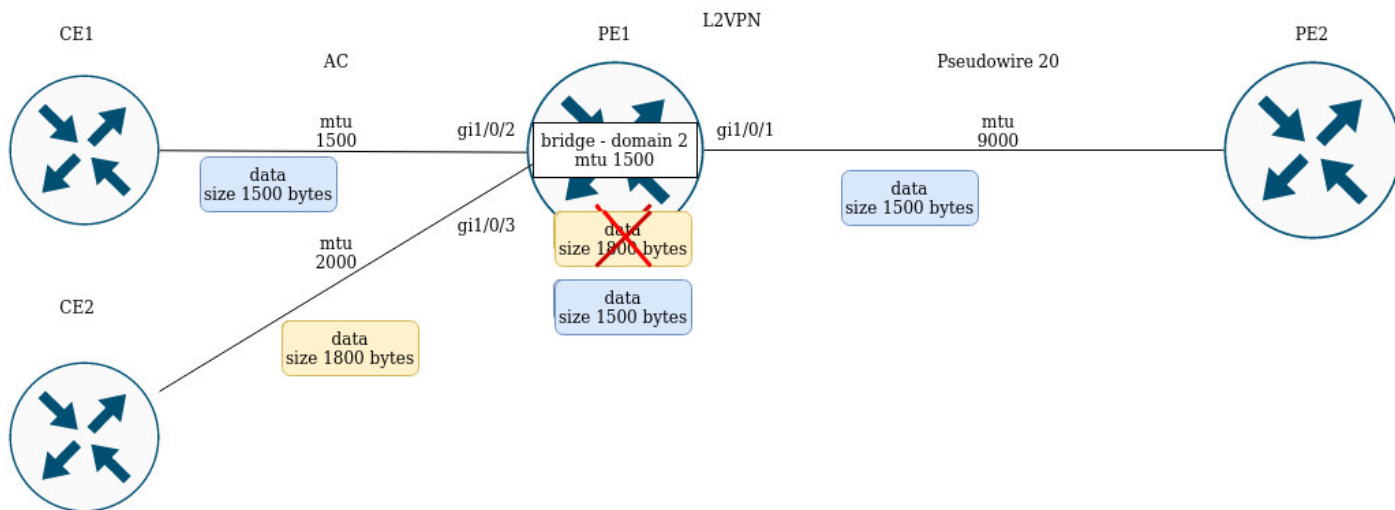 L2VPN
CE1
PE1
PE2
AC
Pseudowire 20
mtu
1500
gi1/0/2
bridge - domain 2
mtu 1500
gi1/0/1
mtu
9000
data
size 1500 bytes
data
size 1500 bytes
gi1/0/3
data
size 1800 bytes
mtu
2000
data
size 1500 bytes
CE2
data
size 1800 bytes